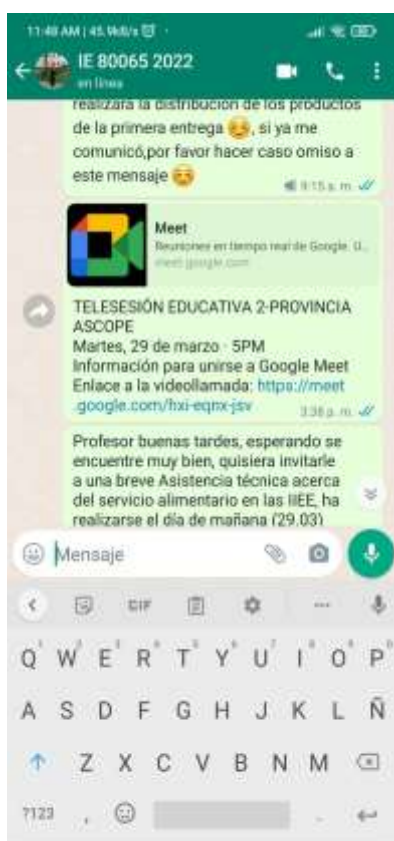 11:48 AM | 45.9kB/s
IE 80065 2022
en línea
realizará la distribución de los productos
de la primera entrega 😊, si ya me
comunicó,por favor hacer caso omiso a
este mensaje 😊
9:15 a. m.
Meet
Reuniones en tiempo real de Google. U...
meet.google.com
TELESESIÓN EDUCATIVA 2-PROVINCIA
ASCOPE
Martes, 29 de marzo · 5PM
Información para unirse a Google Meet
Enlace a la videollamada: https://meet
.google.com/hxi-eqnx-jsv
3:38 p. m.
Profesor buenas tardes, esperando se
encuentre muy bien, quisiera invitarle
a una breve Asistencia técnica acerca
del servicio alimentario en las IIEE, ha
realizarse el día de mañana (29.03)
Mensaje
GIF
Q W E R T Y U I O P
A S D F G H J K L Ñ
Z X C V B N M
?123 , .